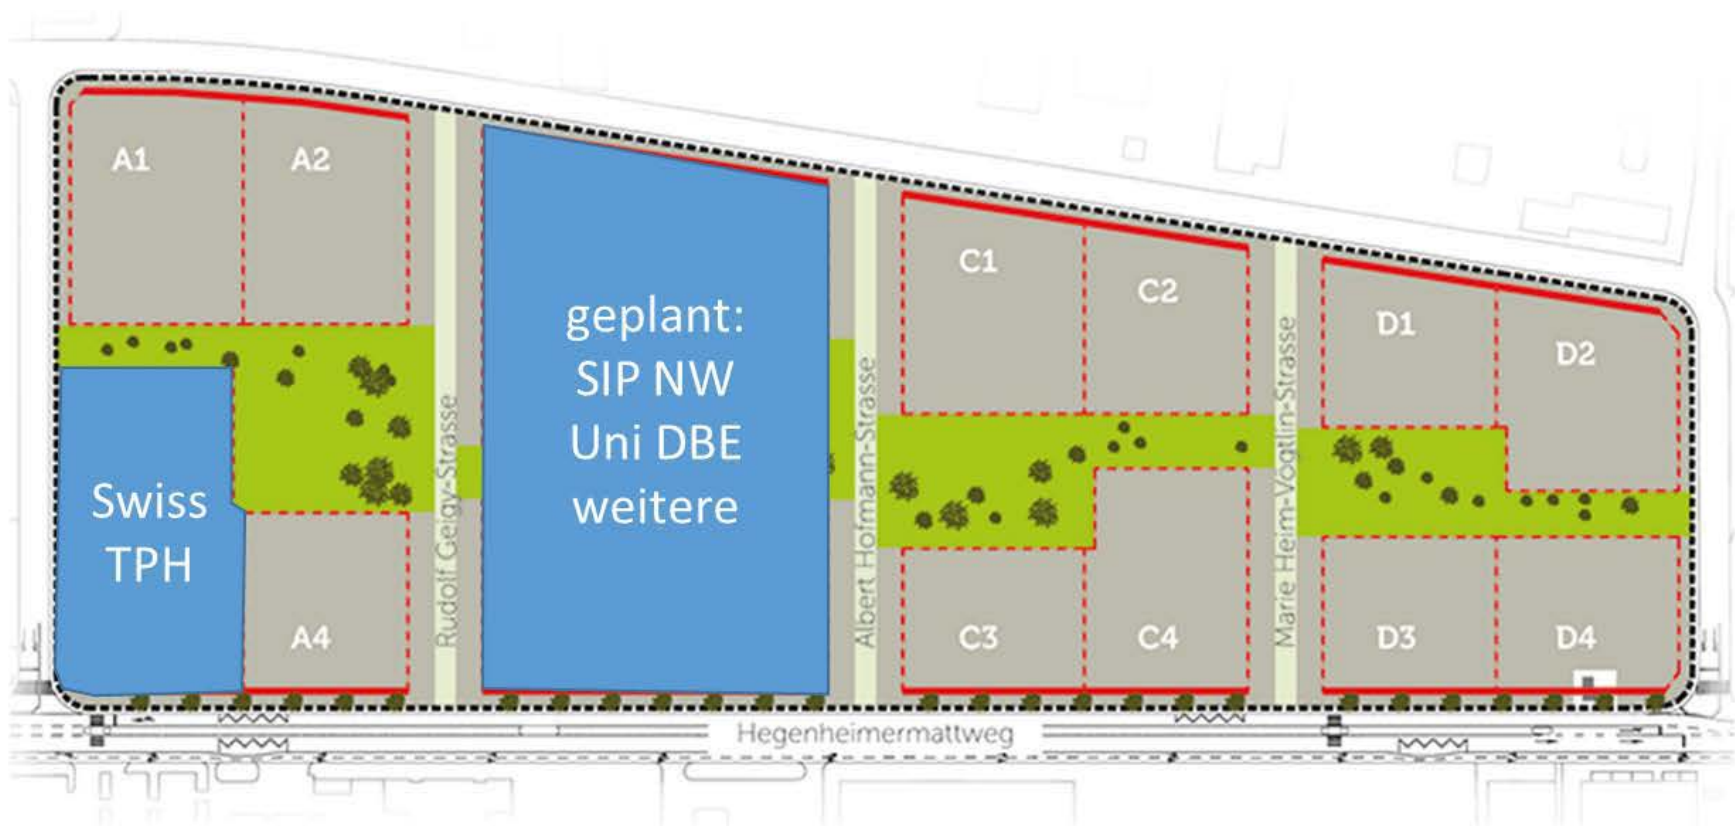 A1
A2
C1
C2
D1
D2
geplant:
SIP NW
Uni DBE
weitere
Swiss
TPH
A4
C3
C4
D3
D4
Rudolf Geigy-Strasse
Albert Hofmann-Strasse
Marie Heim-Vögtlin-Strasse
Hegenheimermattweg